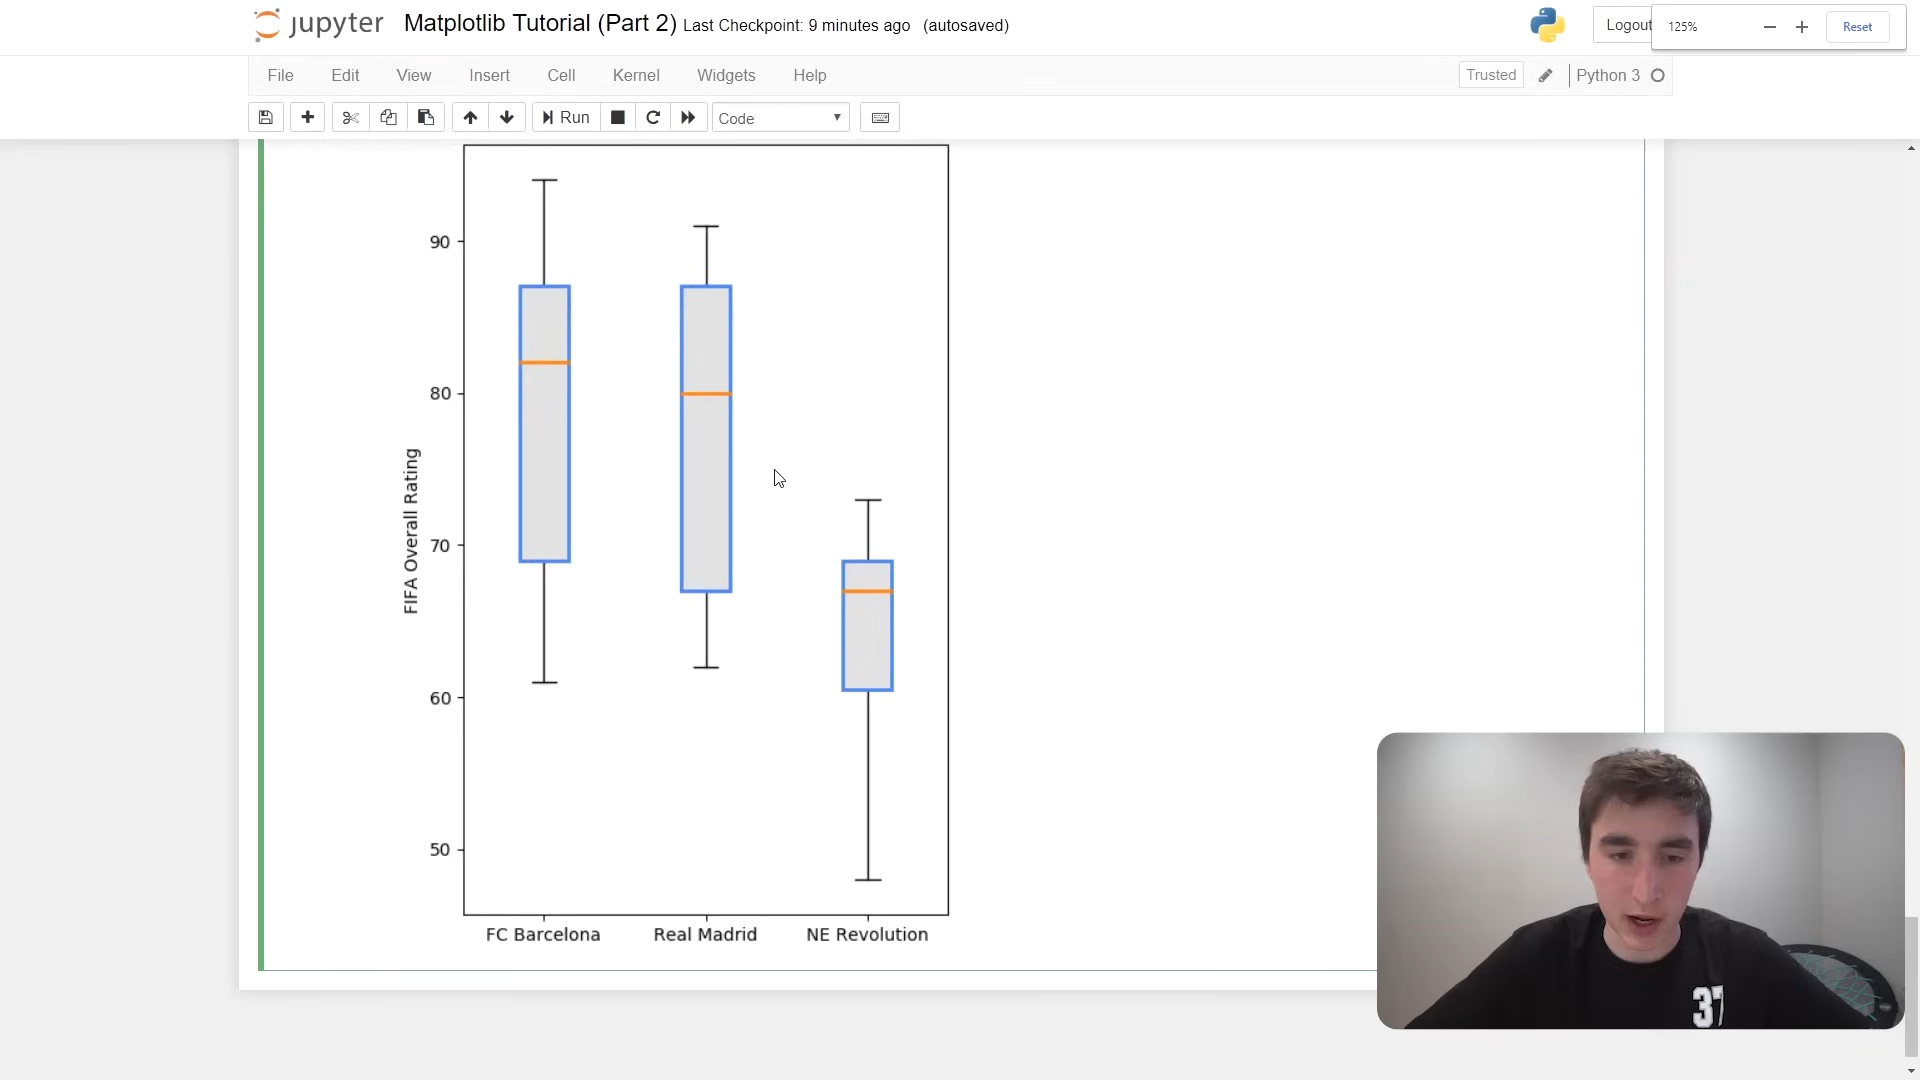 jupyter Matplotlib Tutorial (Part 2) Last Checkpoint: 9 minutes ago (autosaved) Logout 125% Reset
File Edit View Insert Cell Kernel Widgets Help Trusted Python 3
Run Code
90
80
70
60
50
FIFA Overall Rating
FC Barcelona Real Madrid NE Revolution
37